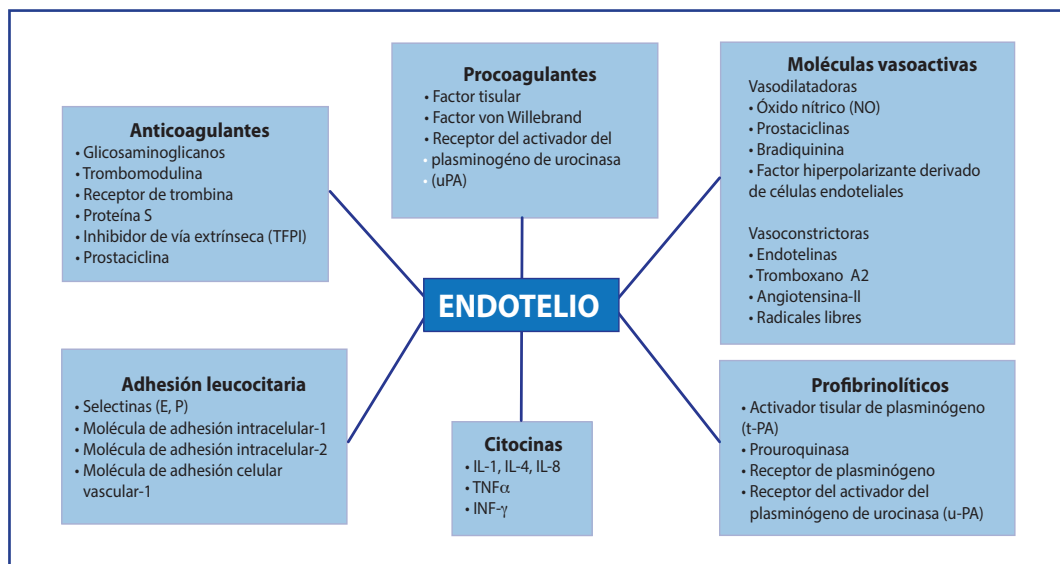 Anticoagulantes
• Glicosaminoglicanos
• Trombomodulina
• Receptor de trombina
• Proteína S
• Inhibidor de vía extrínseca (TFPI)
• Prostaciclina
Procoagulantes
• Factor tisular
• Factor von Willebrand
• Receptor del activador del
• plasminogéno de urocinasa
• (uPA)
Moléculas vasoactivas
Vasodilatadoras
• Óxido nítrico (NO)
• Prostaciclinas
• Bradiquinina
• Factor hiperpolarizante derivado
de células endoteliales
Vasoconstrictoras
• Endotelinas
• Tromboxano A2
• Angiotensina-II
• Radicales libres
ENDOTELIO
Adhesión leucocitaria
• Selectinas (E, P)
• Molécula de adhesión intracelular-1
• Molécula de adhesión intracelular-2
• Molécula de adhesión celular
vascular-1
Citocinas
• IL-1, IL-4, IL-8
• TNFα
• INF-γ
Profibrinolíticos
• Activador tisular de plasminógeno
(t-PA)
• Prouroquinasa
• Receptor de plasminógeno
• Receptor del activador del
plasminógeno de urocinasa (u-PA)